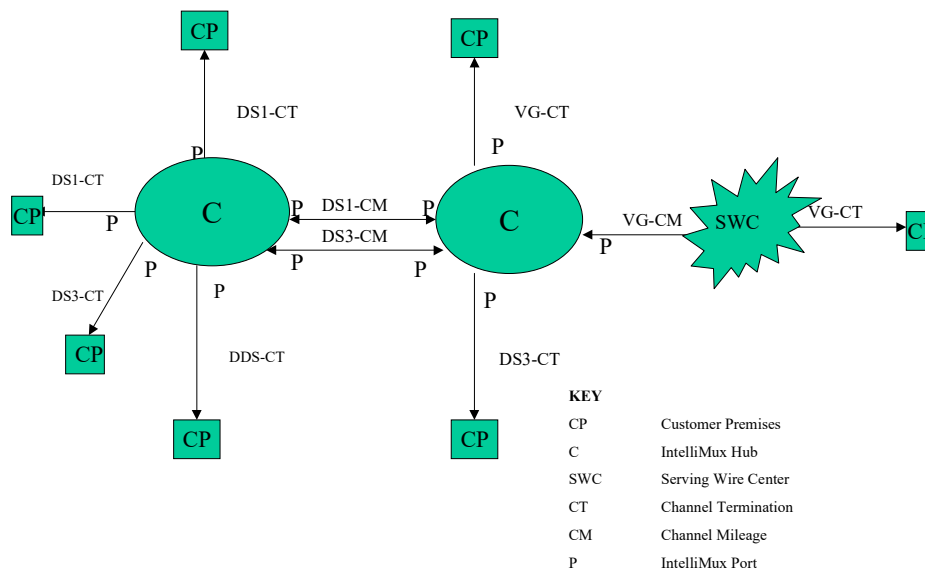 CP
CP
DS1-CT
VG-CT
P
P
DS1-CT
CP
P
C
P
DS1-CM
P
C
VG-CM
SWC
VG-CT
DS3-CM
P
P
P
P
P
P
DS3-CT
CP
DDS-CT
DS3-CT
CP
CP
KEY
CP Customer Premises
C IntelliMux Hub
SWC Serving Wire Center
CT Channel Termination
CM Channel Mileage
P IntelliMux Port